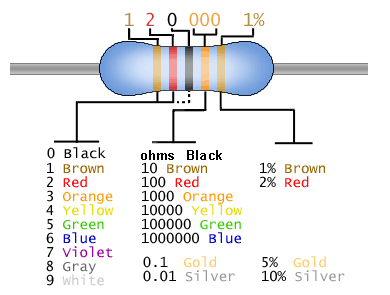 1 2 0 000 1%
0 Black ohms Black
1 Brown 10 Brown 1% Brown
2 Red 100 Red 2% Red
3 Orange 1000 Orange
4 Yellow 10000 Yellow
5 Green 100000 Green
6 Blue 1000000 Blue
7 Violet
8 Gray 0.1 Gold 5% Gold
9 White 0.01 Silver 10% Silver